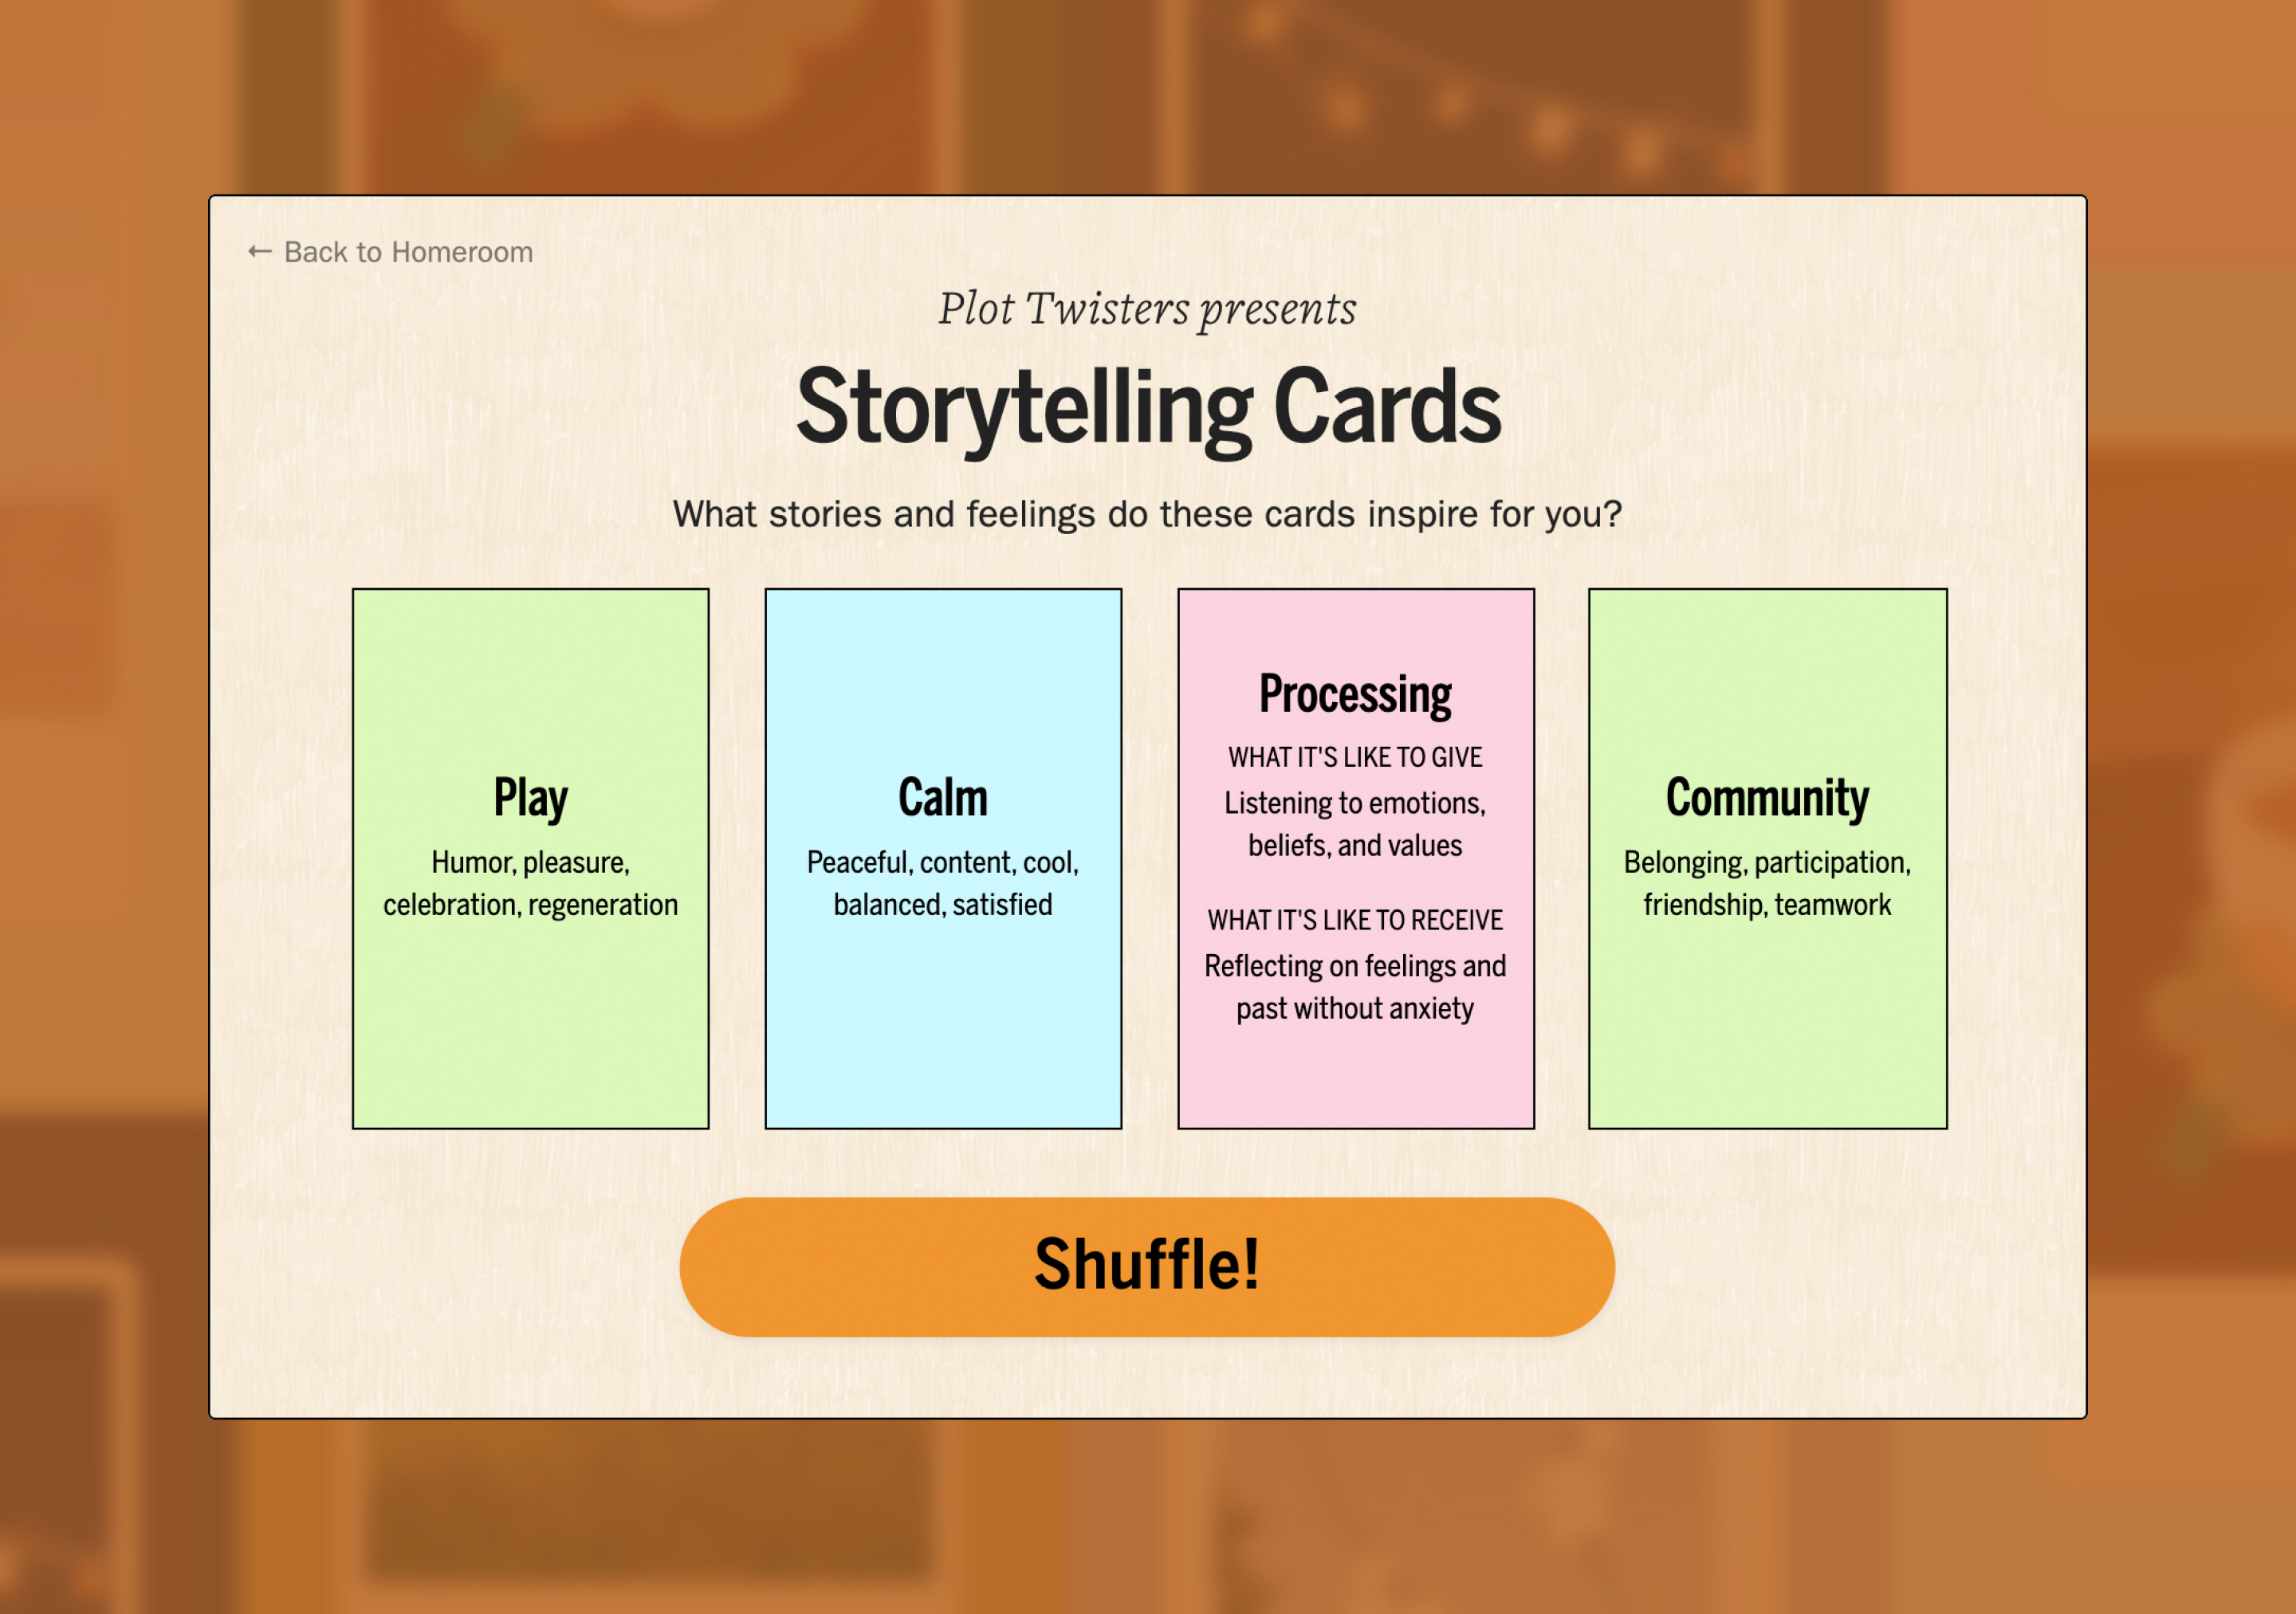 ← Back to Homeroom
Plot Twisters presents
Storytelling Cards
What stories and feelings do these cards inspire for you?
Play
Humor, pleasure,
celebration, regeneration
Calm
Peaceful, content, cool,
balanced, satisfied
Processing
WHAT IT'S LIKE TO GIVE
Listening to emotions,
beliefs, and values
WHAT IT'S LIKE TO RECEIVE
Reflecting on feelings and
past without anxiety
Community
Belonging, participation,
friendship, teamwork
Shuffle!